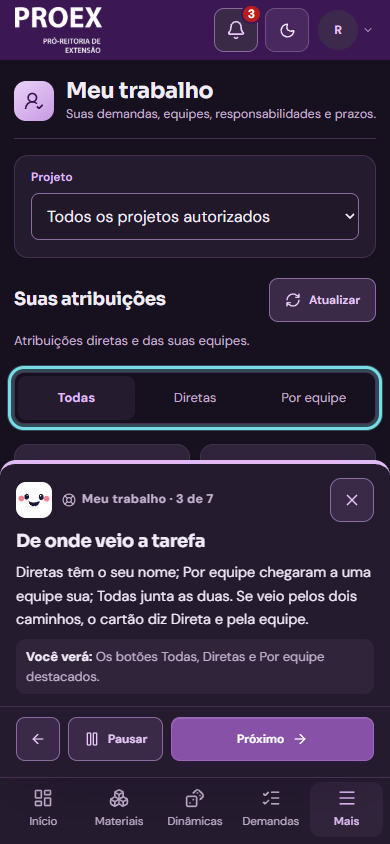 PROEX
PRÓ-REITORIA DE
EXTENSÃO
3
R
Meu trabalho
Suas demandas, equipes, responsabilidades e prazos.
Projeto
Todos os projetos autorizados
Suas atribuições
Atualizar
Atribuições diretas e das suas equipes.
Todas
Diretas
Por equipe
Meu trabalho · 3 de 7
De onde veio a tarefa
Diretas têm o seu nome; Por equipe chegaram a uma
equipe sua; Todas junta as duas. Se veio pelos dois
caminhos, o cartão diz Direta e pela equipe.
Você verá: Os botões Todas, Diretas e Por equipe
destacados.
Pausar
Próximo
Início
Materiais
Dinâmicas
Demandas
Mais